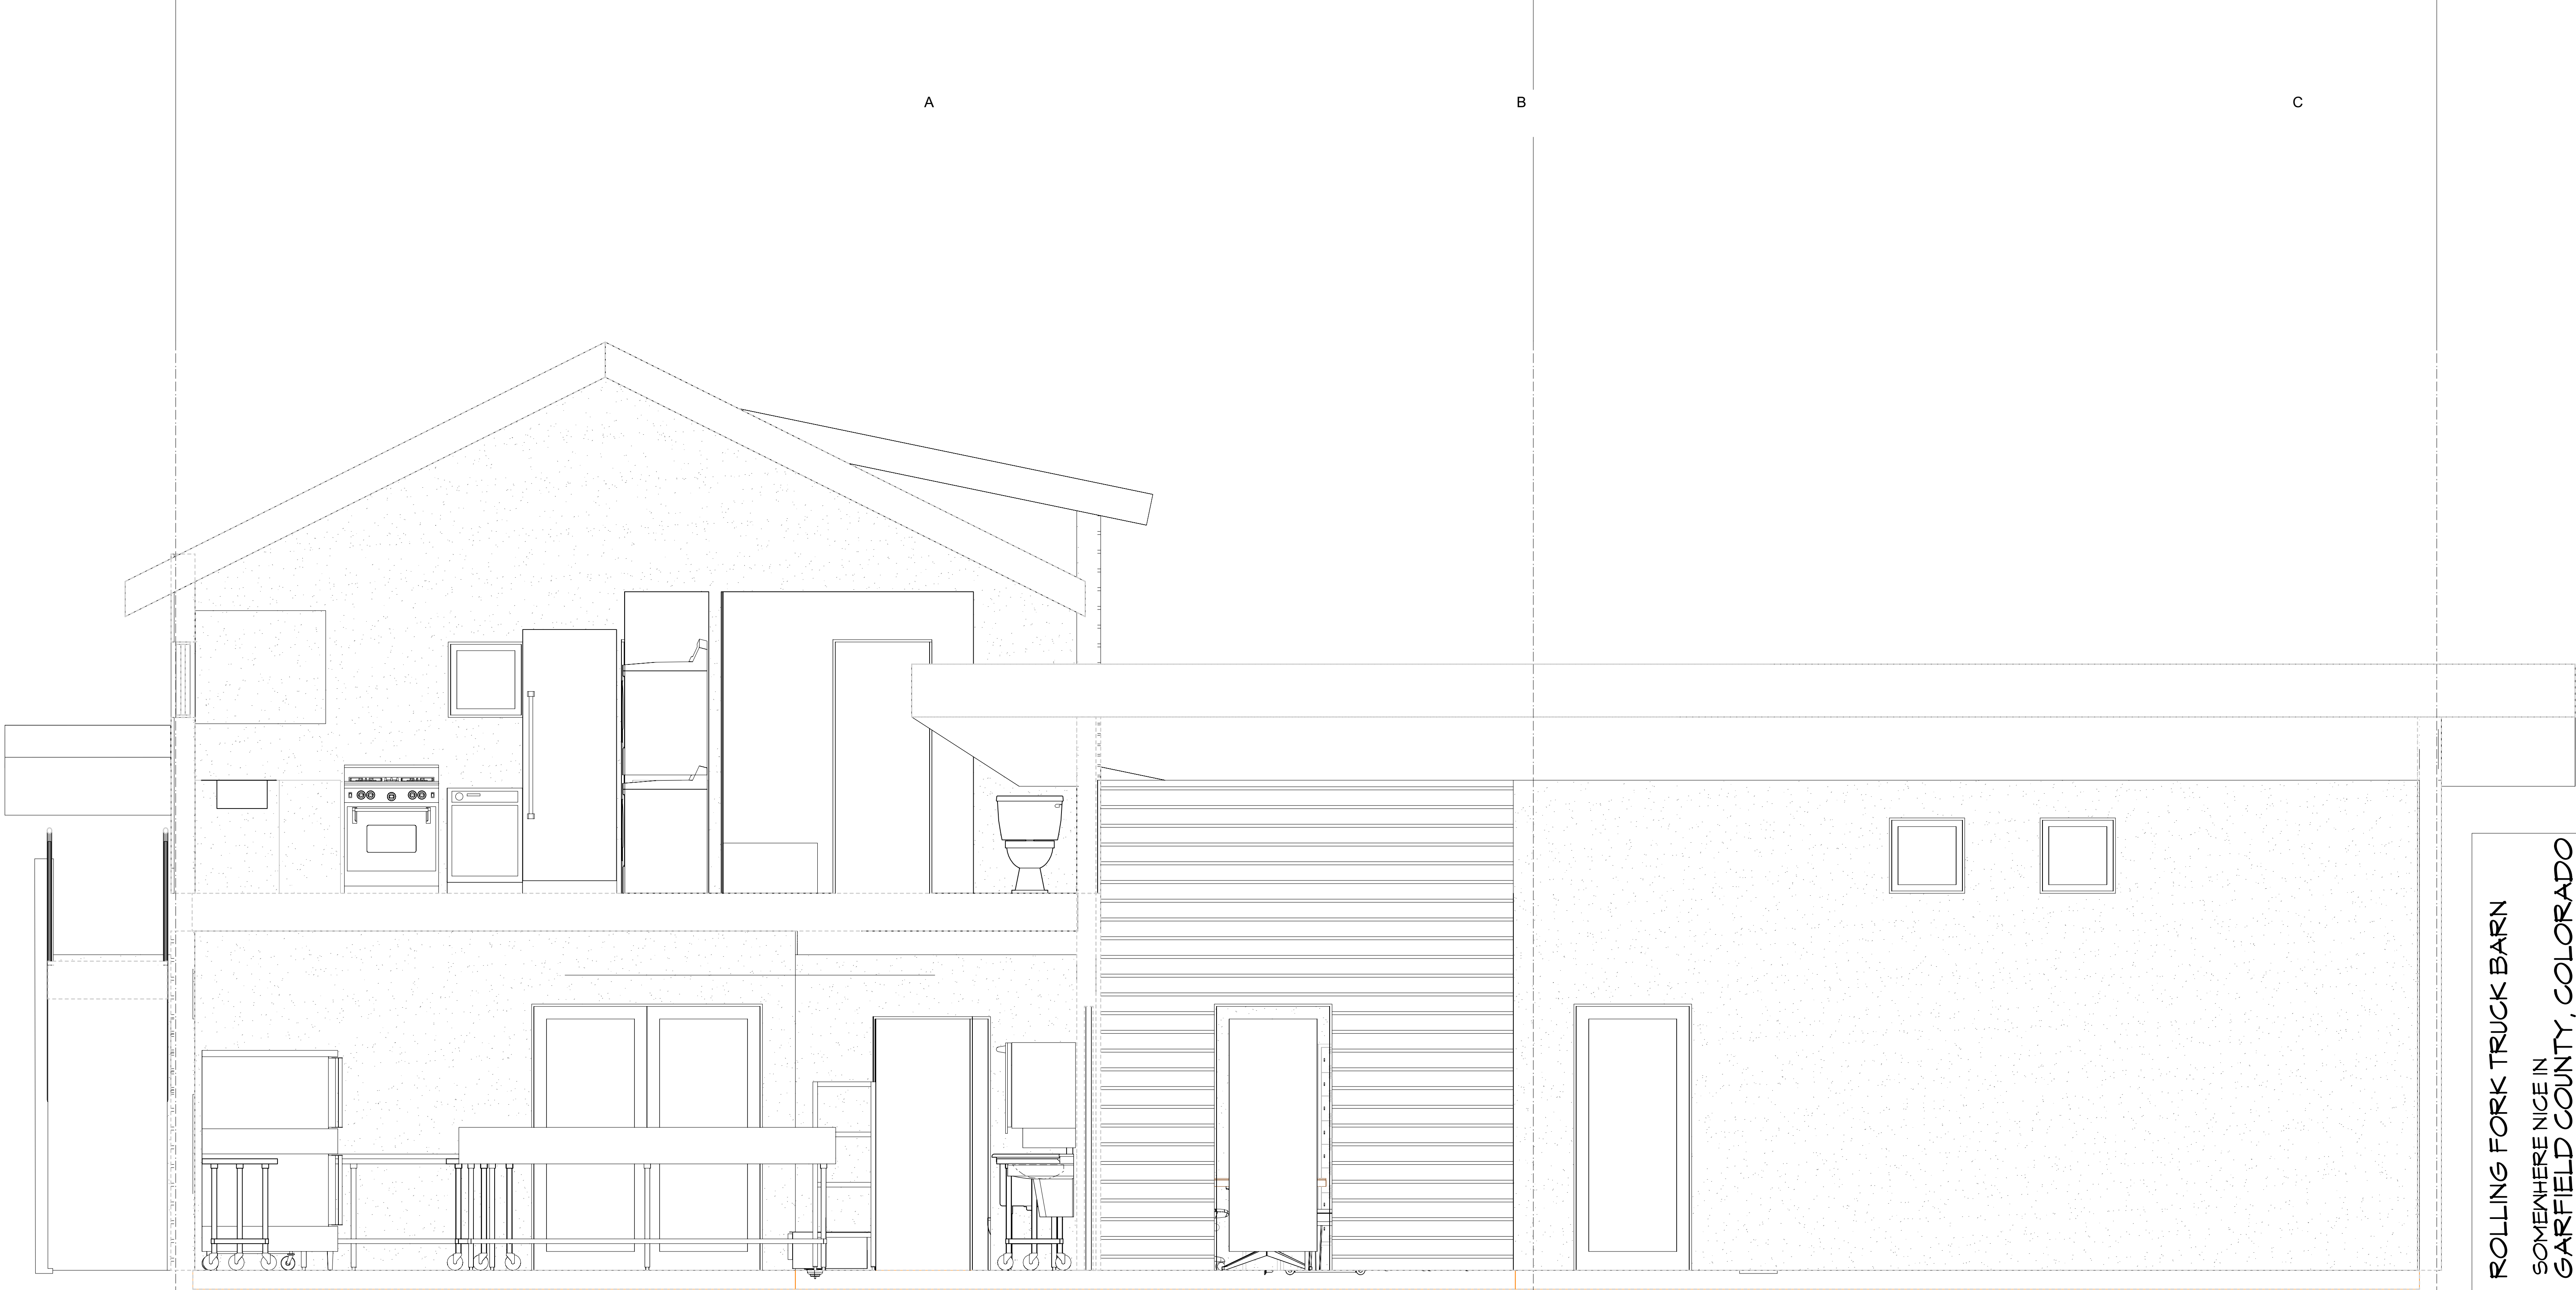 A B C
ROLLING FORK TRUCK BARN
SOMEWHERE NICE IN
GARFIELD COUNTY, COLORADO